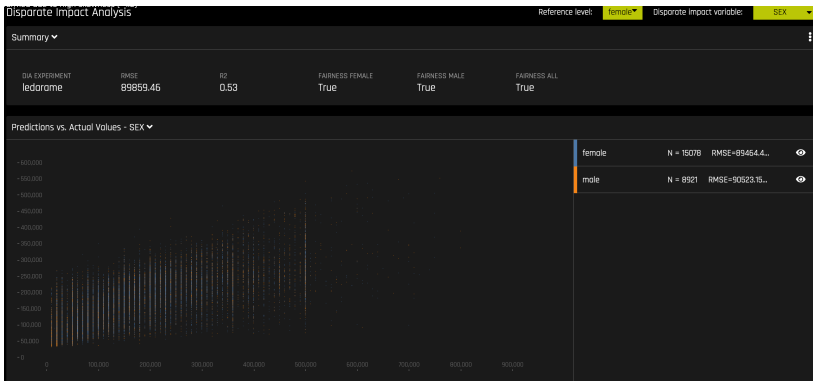 Disparate Impact Analysis
Reference level: female Disparate impact variable: SEX
Summary
DIA EXPERIMENT RMSE R2 FAIRNESS FEMALE FAIRNESS MALE FAIRNESS ALL
ledarame 89859.46 0.53 True True True
Predictions vs. Actual Values - SEX
female N = 15078 RMSE=89464.4...
male N = 8921 RMSE=90523.15...
-600,000
-550,000
-500,000
-450,000
-400,000
-350,000
-300,000
-250,000
-200,000
-150,000
-100,000
-50,000
-0
0 100,000 200,000 300,000 400,000 500,000 600,000 700,000 800,000 900,000